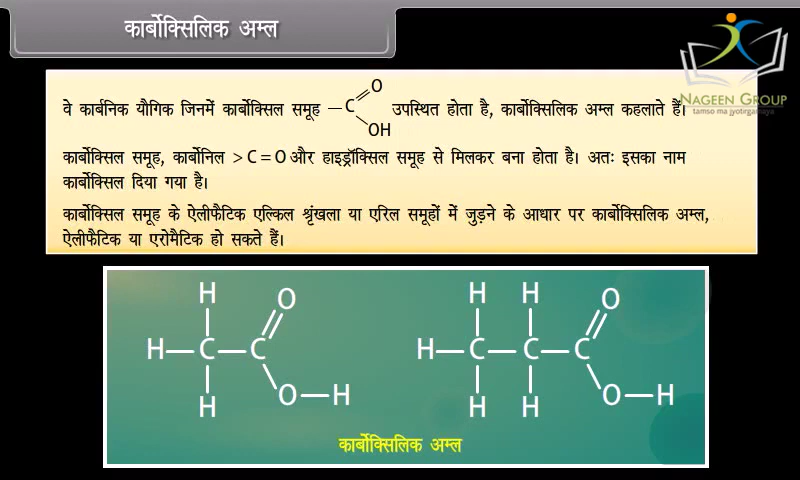 कार्बोक्सिलिक अम्ल
NAGEEN GROUP
tamso ma jyotirgamaya
वे कार्बनिक यौगिक जिनमें कार्बोक्सिल समूह –C O OH उपस्थित होता है, कार्बोक्सिलिक अम्ल कहलाते हैं।
कार्बोक्सिल समूह, कार्बोनिल > C = O और हाइड्रॉक्सिल समूह से मिलकर बना होता है। अतः इसका नाम
कार्बोक्सिल दिया गया है।
कार्बोक्सिल समूह के ऐलीफैटिक एल्किल श्रृंखला या एरिल समूहों में जुड़ने के आधार पर कार्बोक्सिलिक अम्ल,
ऐलीफैटिक या एरोमैटिक हो सकते हैं।
H O H H O
H C C H C C C
H O H H H O H
कार्बोक्सिलिक अम्ल